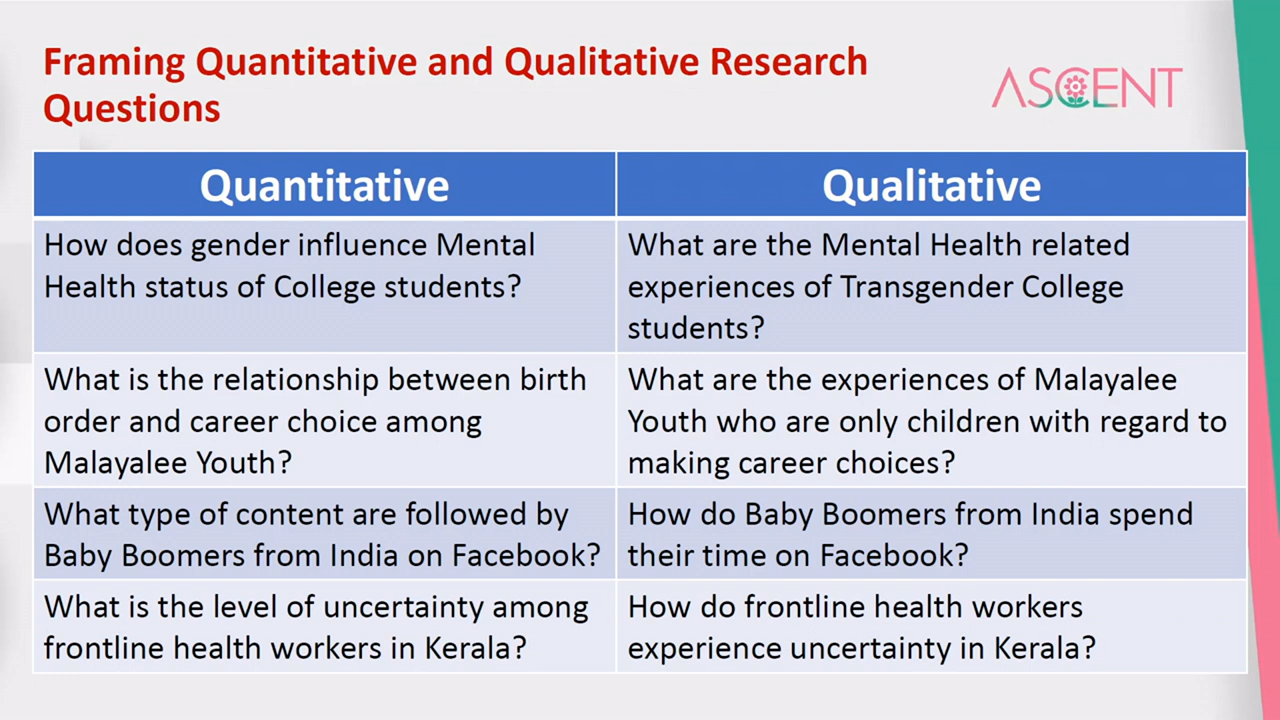 Framing Quantitative and Qualitative Research
Questions
ASCENT
Quantitative
Qualitative
How does gender influence Mental
Health status of College students?
What are the Mental Health related
experiences of Transgender College
students?
What is the relationship between birth
order and career choice among
Malayalee Youth?
What are the experiences of Malayalee
Youth who are only children with regard to
making career choices?
What type of content are followed by
Baby Boomers from India on Facebook?
How do Baby Boomers from India spend
their time on Facebook?
What is the level of uncertainty among
frontline health workers in Kerala?
How do frontline health workers
experience uncertainty in Kerala?